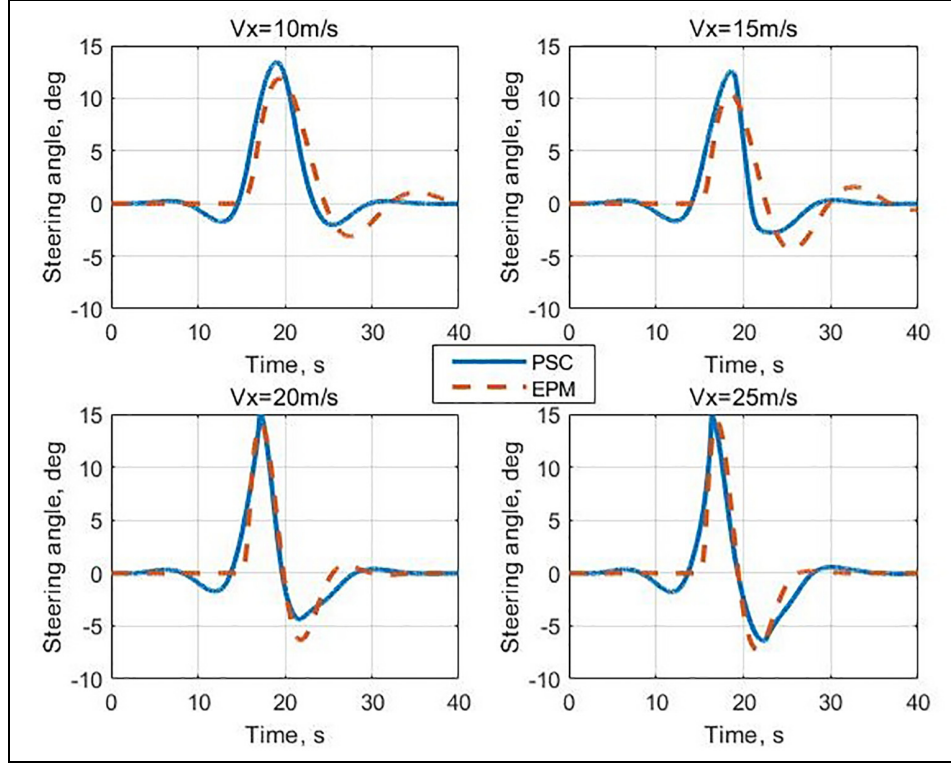 Vx=10m/s
15
10
5
0
-5
-10
Steering angle, deg
0 10 20 30 40
Time, s
Vx=15m/s
15
10
5
0
-5
-10
Steering angle, deg
0 10 20 30 40
Time, s
PSC
EPM
Vx=20m/s
15
10
5
0
-5
-10
Steering angle, deg
0 10 20 30 40
Time, s
Vx=25m/s
15
10
5
0
-5
-10
Steering angle, deg
0 10 20 30 40
Time, s